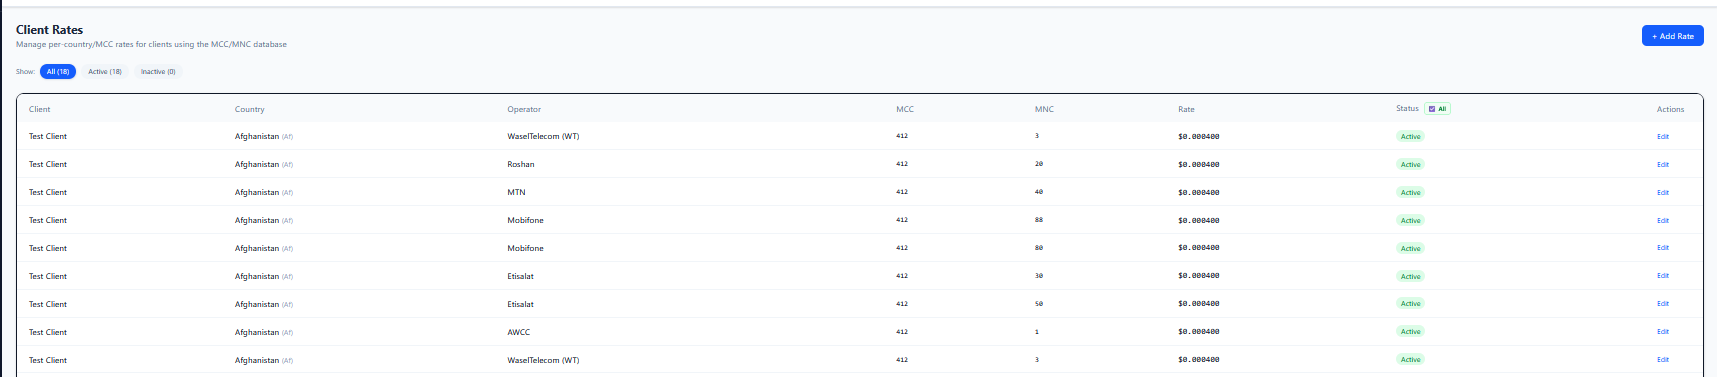 Client Rates
Manage per-country/MCC rates for clients using the MCC/MNC database
+ Add Rate
Show: All (18) Active (18) Inactive (0)
Client Country Operator MCC MNC Rate Status All Actions
Test Client Afghanistan (Af) WaselTelecom (WT) 412 3 $0.000400 Active Edit
Test Client Afghanistan (Af) Roshan 412 20 $0.000400 Active Edit
Test Client Afghanistan (Af) MTN 412 40 $0.000400 Active Edit
Test Client Afghanistan (Af) Mobifone 412 88 $0.000400 Active Edit
Test Client Afghanistan (Af) Mobifone 412 80 $0.000400 Active Edit
Test Client Afghanistan (Af) Etisalat 412 30 $0.000400 Active Edit
Test Client Afghanistan (Af) Etisalat 412 50 $0.000400 Active Edit
Test Client Afghanistan (Af) AWCC 412 1 $0.000400 Active Edit
Test Client Afghanistan (Af) WaselTelecom (WT) 412 3 $0.000400 Active Edit